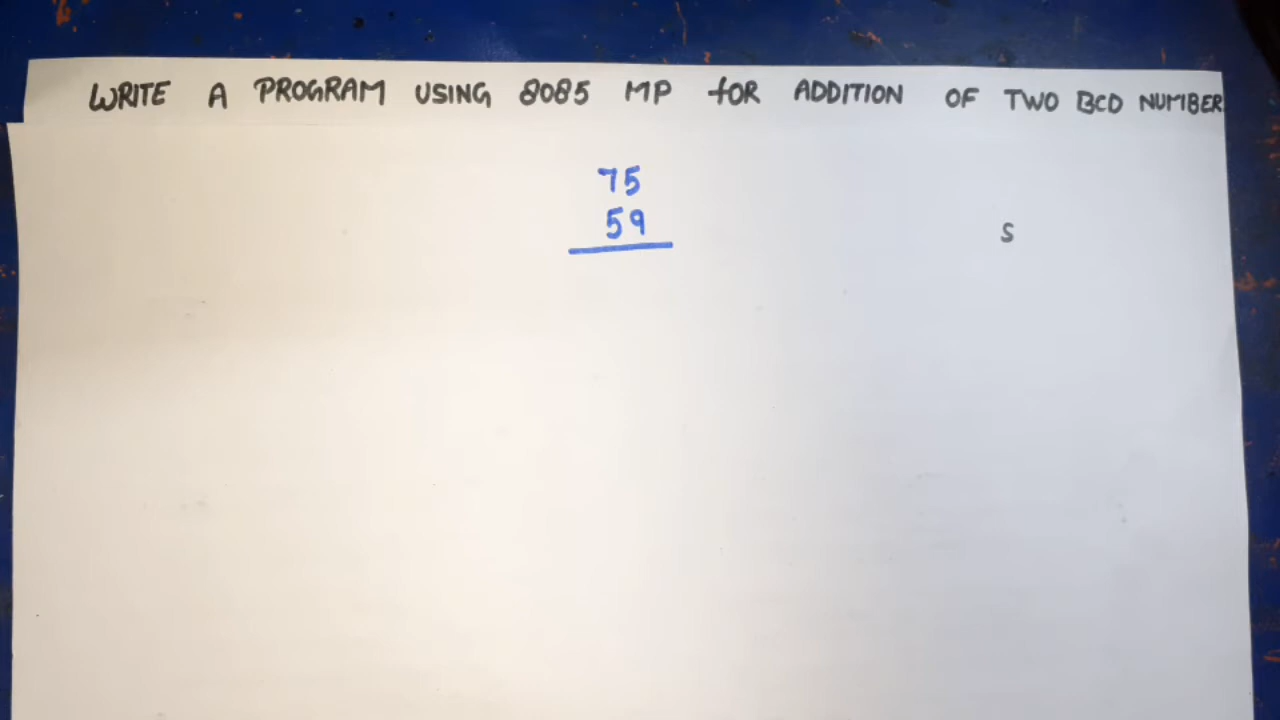 WRITE A PROGRAM USING 8085 MP FOR ADDITION OF TWO BCD NUMBER
75
59
S